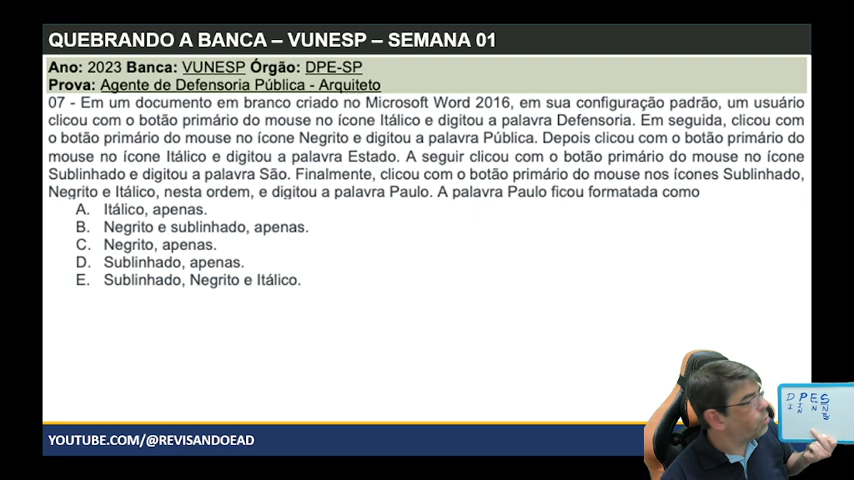 QUEBRANDO A BANCA – VUNESP – SEMANA 01
Ano: 2023 Banca: VUNESP Órgão: DPE-SP
Prova: Agente de Defensoria Pública - Arquiteto
07 - Em um documento em branco criado no Microsoft Word 2016, em sua configuração padrão, um usuário
clicou com o botão primário do mouse no ícone Itálico e digitou a palavra Defensoria. Em seguida, clicou com
o botão primário do mouse no ícone Negrito e digitou a palavra Pública. Depois clicou com o botão primário do
mouse no ícone Itálico e digitou a palavra Estado. A seguir clicou com o botão primário do mouse no ícone
Sublinhado e digitou a palavra São. Finalmente, clicou com o botão primário do mouse nos ícones Sublinhado,
Negrito e Itálico, nesta ordem, e digitou a palavra Paulo. A palavra Paulo ficou formatada como
A. Itálico, apenas.
B. Negrito e sublinhado, apenas.
C. Negrito, apenas.
D. Sublinhado, apenas.
E. Sublinhado, Negrito e Itálico.
D P E S
I I N N
N
YOUTUBE.COM/@REVISANDOEAD